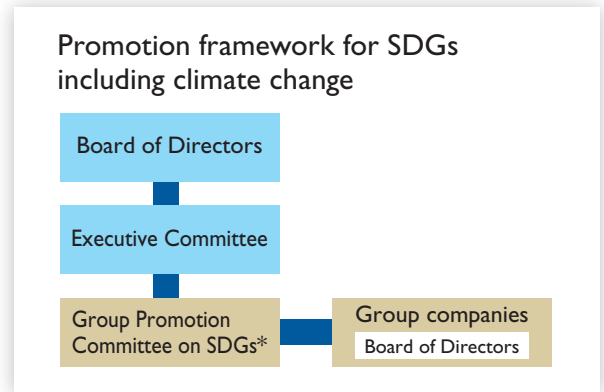 Promotion framework for SDGs
including climate change
Board of Directors
Executive Committee
Group Promotion
Committee on SDGs*
Group companies
Board of Directors